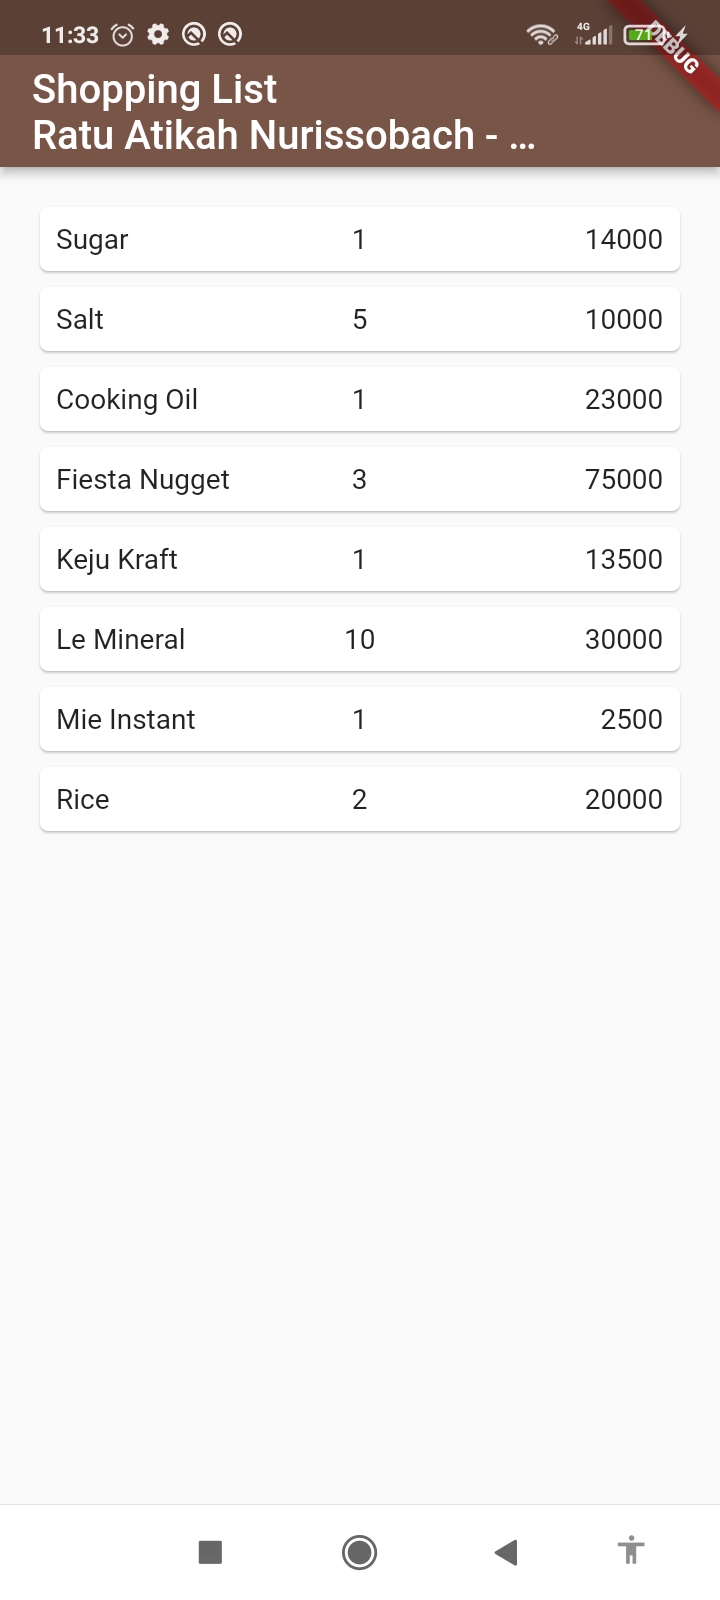 11:33 4G 71 DEBUG
Shopping List
Ratu Atikah Nurissobach - ...
Sugar 1 14000
Salt 5 10000
Cooking Oil 1 23000
Fiesta Nugget 3 75000
Keju Kraft 1 13500
Le Mineral 10 30000
Mie Instant 1 2500
Rice 2 20000